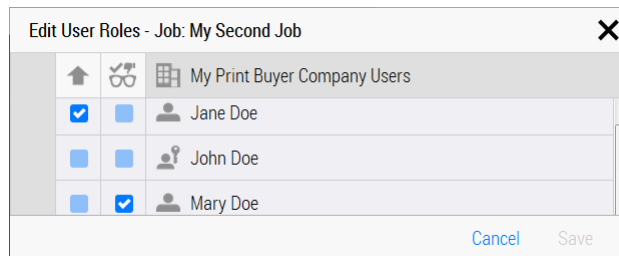 Edit User Roles - Job: My Second Job
My Print Buyer Company Users
Jane Doe
John Doe
Mary Doe
Cancel Save